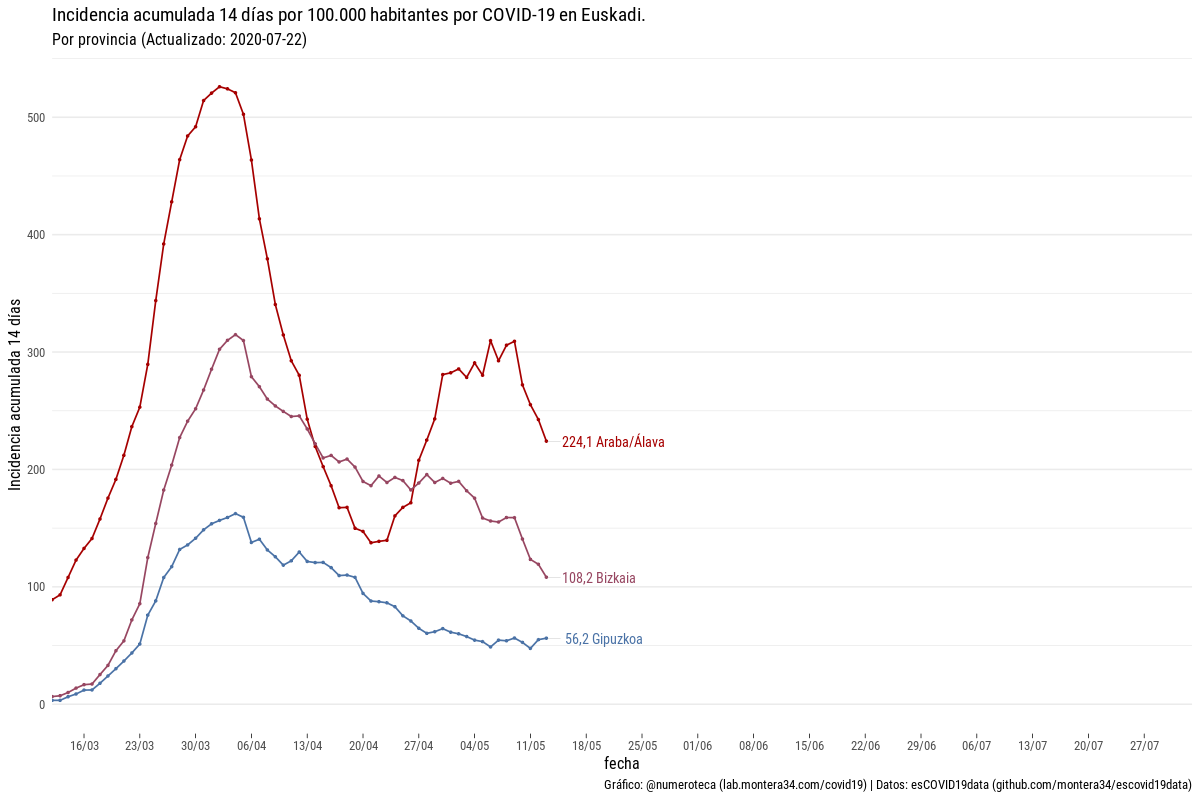 Incidencia acumulada 14 días por 100.000 habitantes por COVID-19 en Euskadi.
Por provincia (Actualizado: 2020-07-22)
Incidencia acumulada 14 días
500
400
300
200
100
0
224,1 Araba/Álava
108,2 Bizkaia
56,2 Gipuzkoa
16/03 23/03 30/03 06/04 13/04 20/04 27/04 04/05 11/05 18/05 25/05 01/06 08/06 15/06 22/06 29/06 06/07 13/07 20/07 27/07
fecha
Gráfico: @numeroteca (lab.montera34.com/covid19) | Datos: esCOVID19data (github.com/montera34/escovid19data)